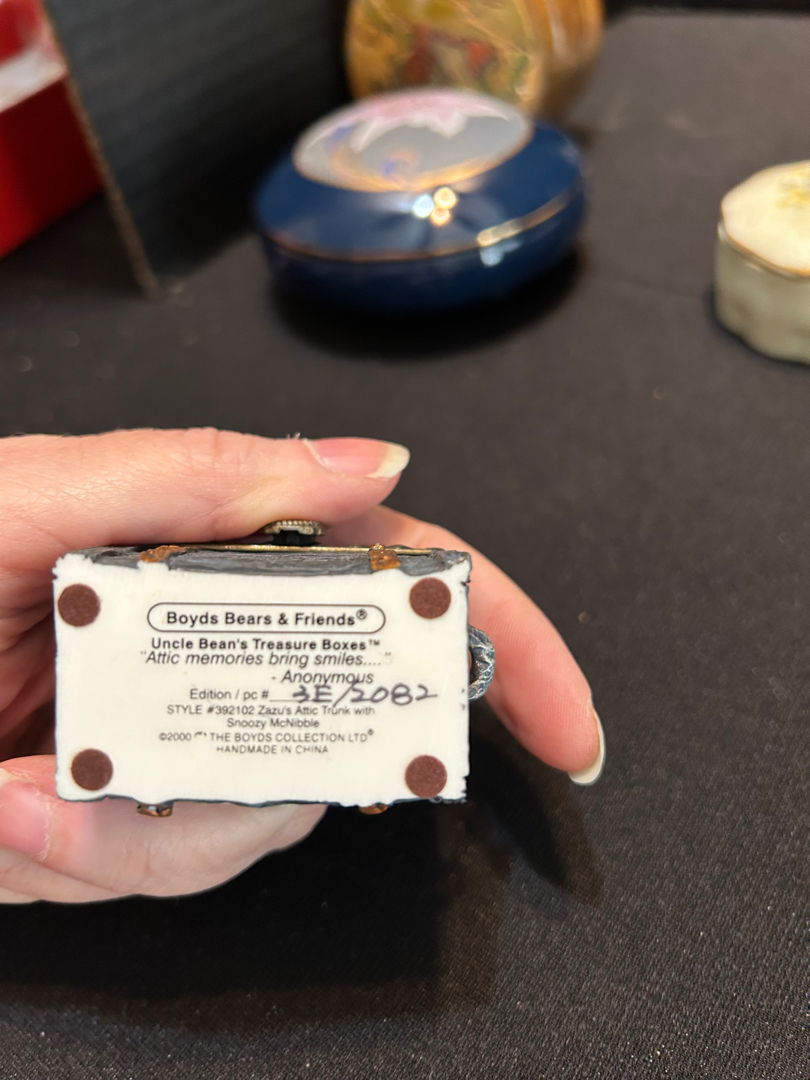 Boyds Bears & Friends®
Uncle Bean's Treasure Boxes™
"Attic memories bring smiles...."
- Anonymous
Edition / pc # 3E/2082
STYLE #392102 Zazu's Attic Trunk with
Snoozy McNibble
©2000 THE BOYDS COLLECTION LTD®
HANDMADE IN CHINA